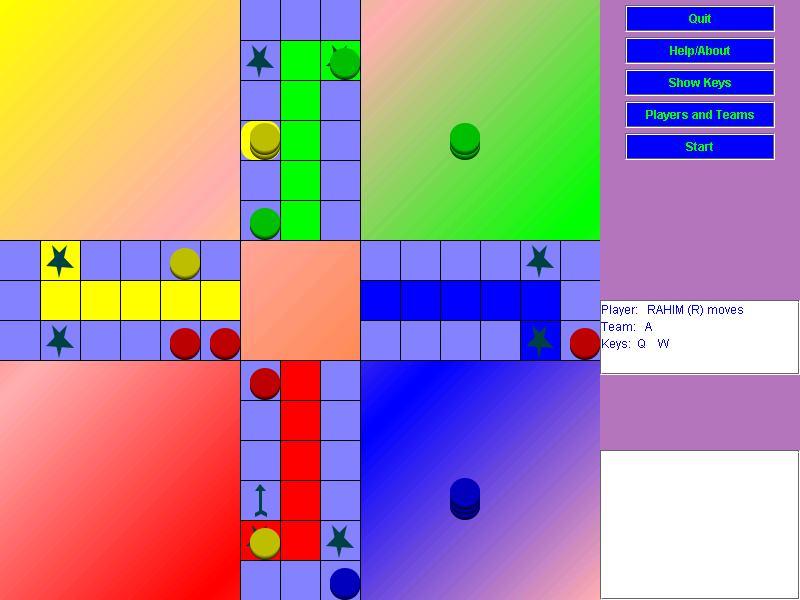 Quit
Help/About
Show Keys
Players and Teams
Start
Player: RAHIM (R) moves
Team: A
Keys: Q W